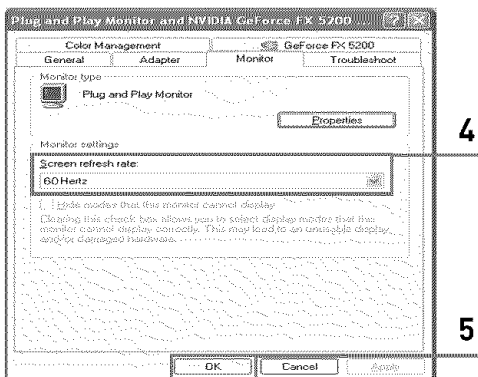 Plug and Play Monitor and NVIDIA GeForce FX 5200
Color Management
GeForce FX 5200
General
Adapter
Monitor
Troubleshoot
Monitor type
Plug and Play Monitor
Properties
4
Monitor settings
Screen refresh rate:
60 Hertz
Hide modes that this monitor cannot display
Clearing this check box allows you to select display modes that this
monitor cannot display correctly. This may lead to an unusable display
and/or damaged hardware.
5
OK
Cancel
Apply